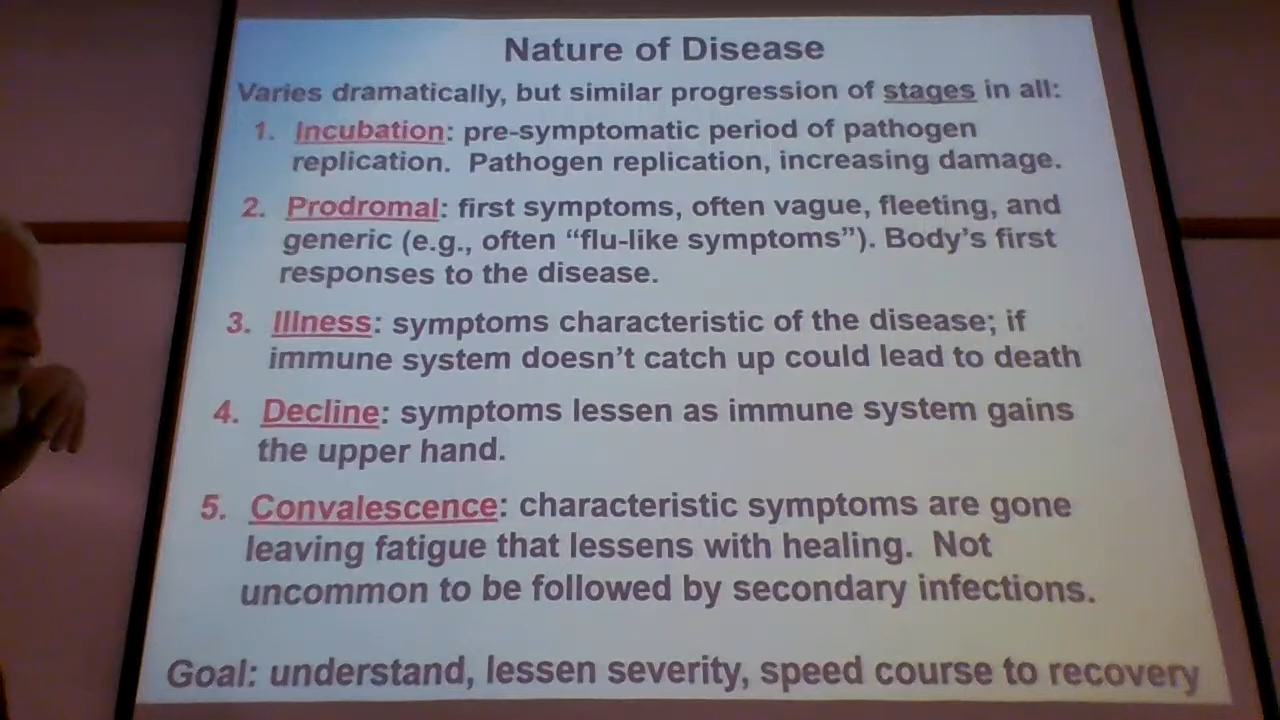 Nature of Disease
Varies dramatically, but similar progression of stages in all:
1. Incubation: pre-symptomatic period of pathogen
replication. Pathogen replication, increasing damage.
2. Prodromal: first symptoms, often vague, fleeting, and
generic (e.g., often “flu-like symptoms”). Body’s first
responses to the disease.
3. Illness: symptoms characteristic of the disease; if
immune system doesn’t catch up could lead to death
4. Decline: symptoms lessen as immune system gains
the upper hand.
5. Convalescence: characteristic symptoms are gone
leaving fatigue that lessens with healing. Not
uncommon to be followed by secondary infections.
Goal: understand, lessen severity, speed course to recovery